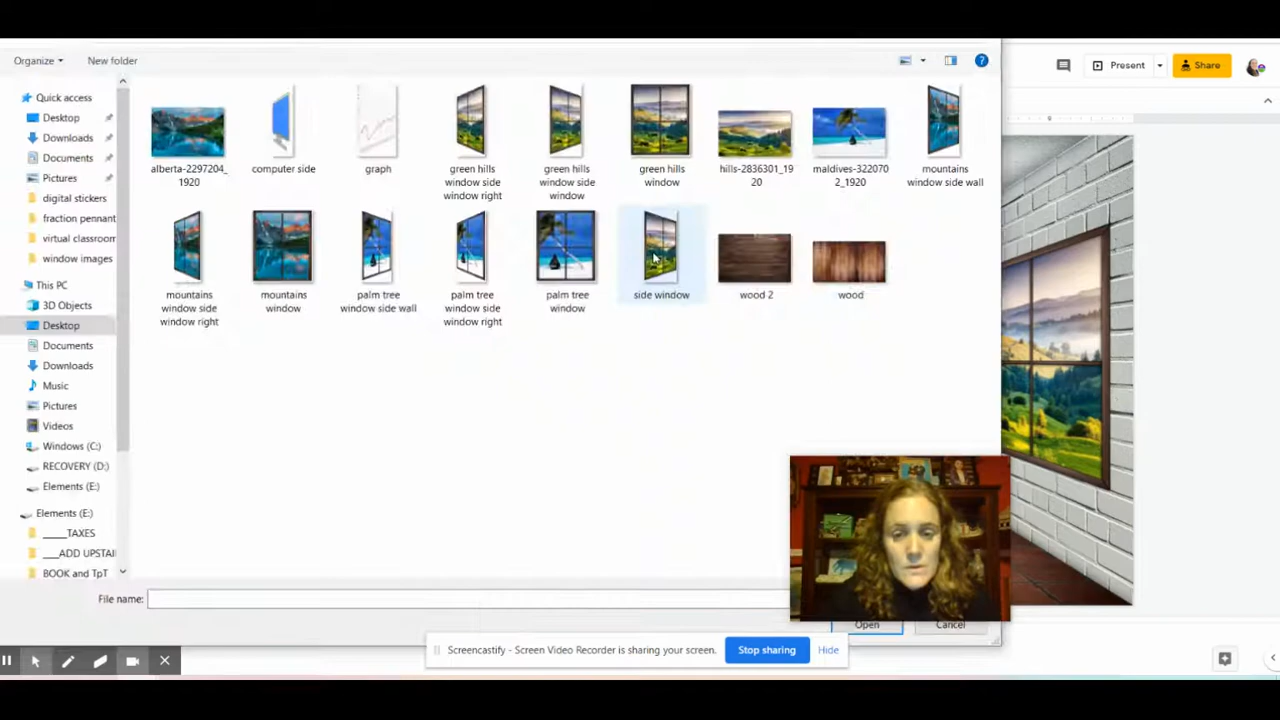 Organize
New folder
Present
Share
Quick access
Desktop
Downloads
Documents
Pictures
digital stickers
fraction pennant
virtual classroom
window images
This PC
3D Objects
Desktop
Documents
Downloads
Music
Pictures
Videos
Windows (C:)
RECOVERY (D:)
Elements (E:)
Elements (E:)
_____TAXES
___ADD UPSTAI
BOOK and TpT
alberta-2297204_
1920
computer side
graph
green hills
window side
window right
green hills
window side
window
green hills
window
hills-2836301_19
20
maldives-322070
2_1920
mountains
window side wall
mountains
window side
window right
mountains
window
palm tree
window side wall
palm tree
window side
window right
palm tree
window
side window
wood 2
wood
File name:
Open
Cancel
Screencastify - Screen Video Recorder is sharing your screen.
Stop sharing
Hide